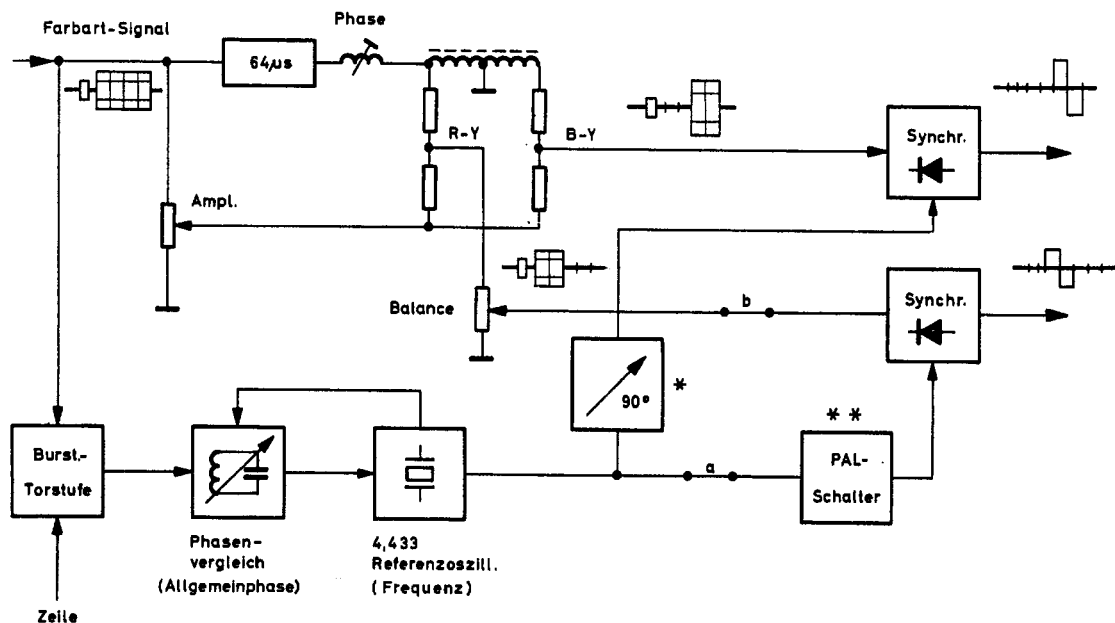 Farbart-Signal
Phase
64µs
R-Y
B-Y
Synchr.
Ampl.
Balance
b
Synchr.
90°
*
* *
Burst.-
Torstufe
a
PAL-
Schalter
Phasen-
vergleich
(Allgemeinphase)
4,433
Referenzoszill.
(Frequenz)
Zeile